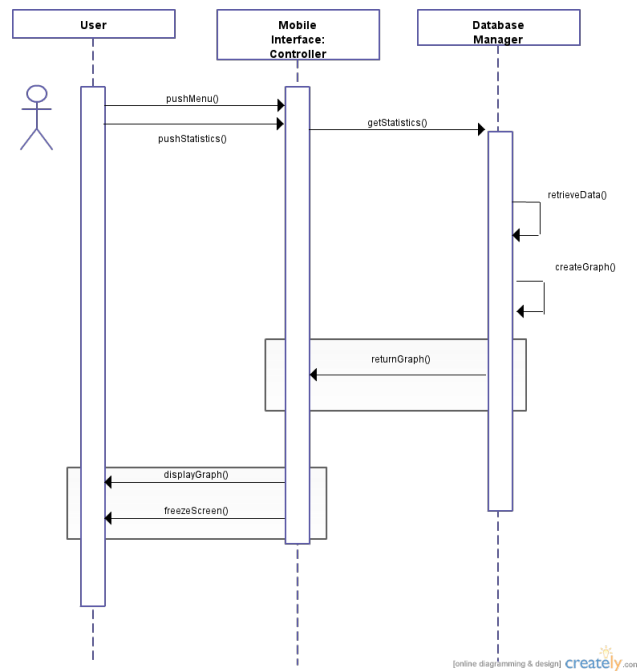 User
Mobile
Interface:
Controller
Database
Manager
pushMenu()
pushStatistics()
getStatistics()
retrieveData()
createGraph()
returnGraph()
displayGraph()
freezeScreen()
[online diagramming & design] creately.com